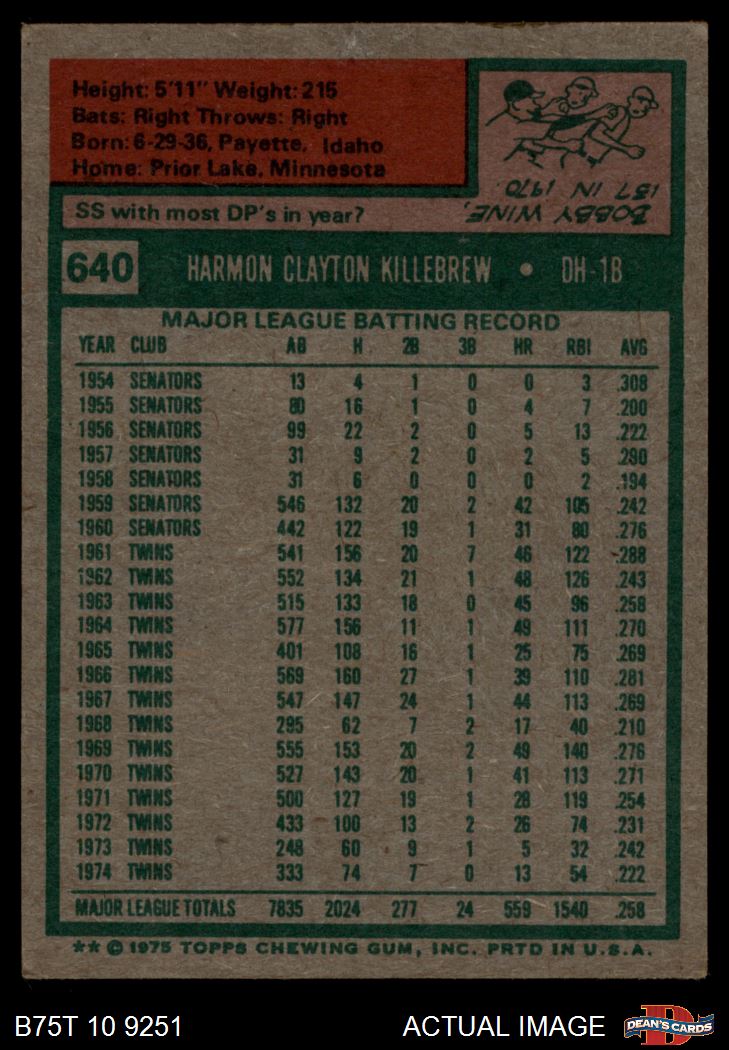 Height: 5'11" Weight: 215
Bats: Right Throws: Right
Born: 6-29-36, Payette, Idaho
Home: Prior Lake, Minnesota
SS with most DP's in year?
BOBBY WINE,
137 IN 1970.
640 HARMON CLAYTON KILLEBREW • DH-1B
MAJOR LEAGUE BATTING RECORD
YEAR CLUB AB H 2B 3B HR RBI AVG
1954 SENATORS 13 4 1 0 0 3 .308
1955 SENATORS 80 16 1 0 4 7 .200
1956 SENATORS 99 22 2 0 5 13 .222
1957 SENATORS 31 9 2 0 2 5 .290
1958 SENATORS 31 6 0 0 0 2 .194
1959 SENATORS 546 132 20 2 42 105 .242
1960 SENATORS 442 122 19 1 31 80 .276
1961 TWINS 541 156 20 7 46 122 .288
1962 TWINS 552 134 21 1 48 126 .243
1963 TWINS 515 133 18 0 45 96 .258
1964 TWINS 577 156 11 1 49 111 .270
1965 TWINS 401 108 16 1 25 75 .269
1966 TWINS 569 160 27 1 39 110 .281
1967 TWINS 547 147 24 1 44 113 .269
1968 TWINS 295 62 7 2 17 40 .210
1969 TWINS 555 153 20 2 49 140 .276
1970 TWINS 527 143 20 1 41 113 .271
1971 TWINS 500 127 19 1 28 119 .254
1972 TWINS 433 100 13 2 26 74 .231
1973 TWINS 248 60 9 1 5 32 .242
1974 TWINS 333 74 7 0 13 54 .222
MAJOR LEAGUE TOTALS 7835 2024 277 24 559 1540 .258
** © 1975 TOPPS CHEWING GUM, INC. PRTD IN U.S.A.
B75T 10 9251 ACTUAL IMAGE DEAN'S CARDS